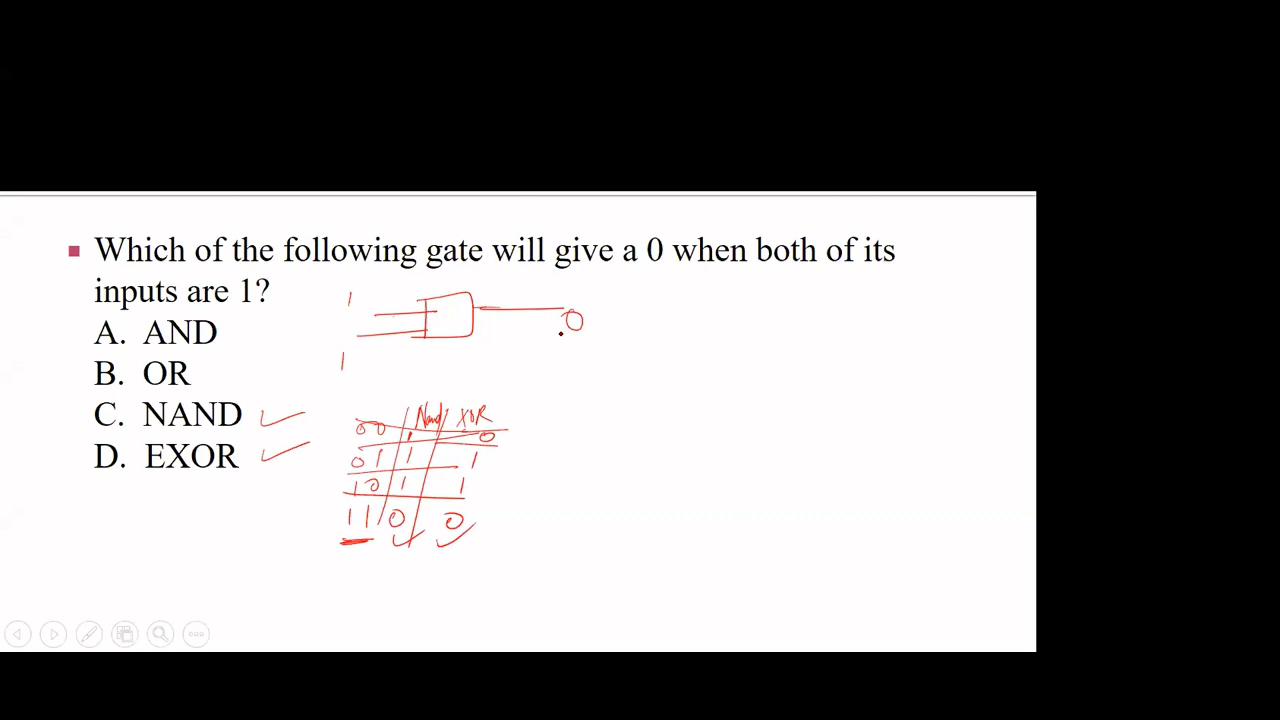 Which of the following gate will give a 0 when both of its
inputs are 1?
1
0
1
A. AND
B. OR
C. NAND
D. EXOR
Nand XOR
0 0 1 0
0 1 1 1
1 0 1 1
1 1 0 0